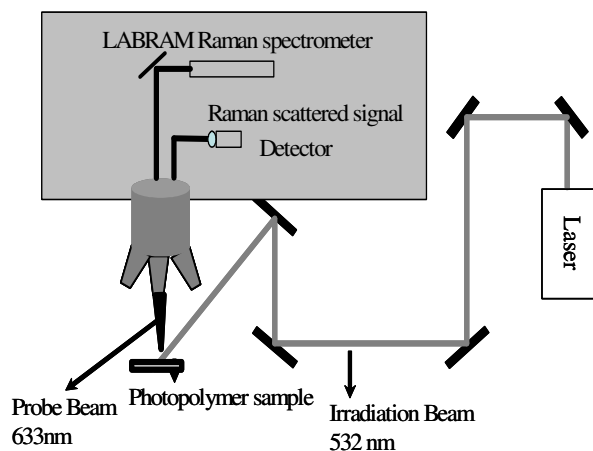 LABRAM Raman spectrometer
Raman scattered signal
Detector
Laser
Probe Beam
633nm
Photopolymer sample
Irradiation Beam
532 nm